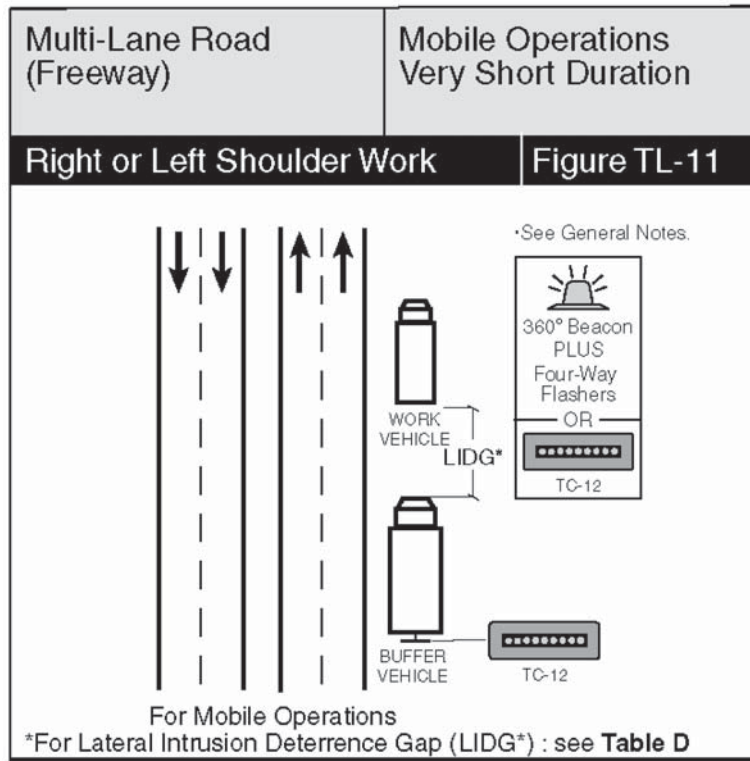 Multi-Lane Road
(Freeway)
Mobile Operations
Very Short Duration
Right or Left Shoulder Work
Figure TL-11
•See General Notes.
360° Beacon
PLUS
Four-Way
Flashers
OR
TC-12
WORK
VEHICLE
LIDG*
BUFFER
VEHICLE
TC-12
For Mobile Operations
*For Lateral Intrusion Deterrence Gap (LIDG*) : see Table D